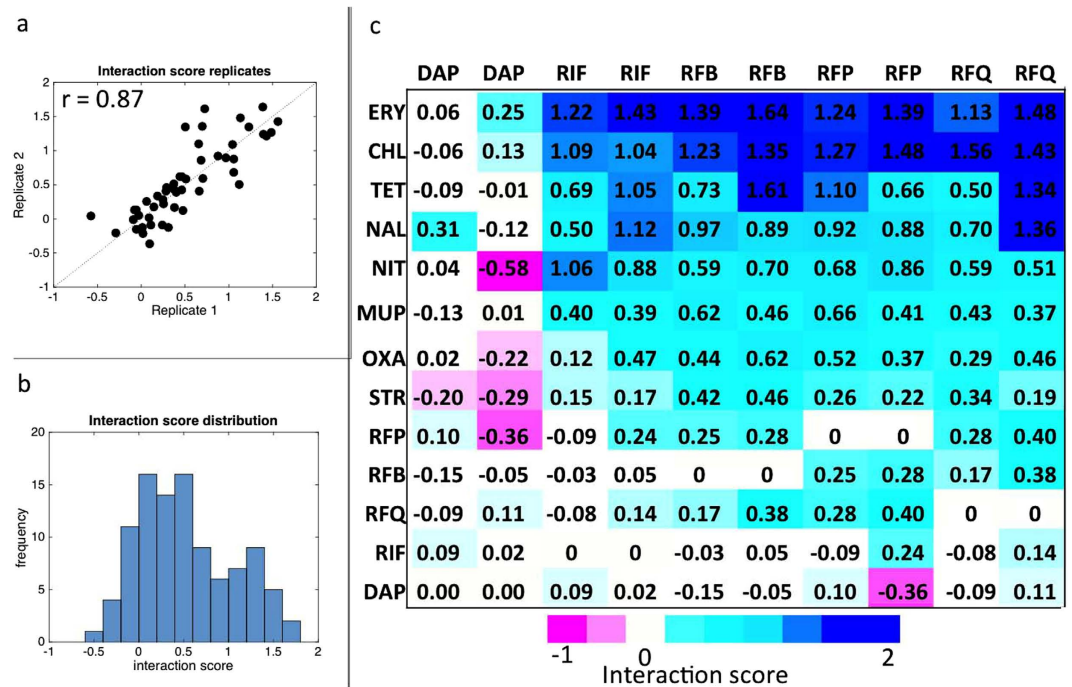 a
Interaction score replicates
r = 0.87
2
1.5
1
0.5
0
-0.5
-1
-1 -0.5 0 0.5 1 1.5 2
Replicate 2
Replicate 1
b
Interaction score distribution
20
15
10
5
0
-1 -0.5 0 0.5 1 1.5 2
frequency
interaction score
c
DAP DAP RIF RIF RFB RFB RFP RFP RFQ RFQ
ERY 0.06 0.25 1.22 1.43 1.39 1.64 1.24 1.39 1.13 1.48
CHL -0.06 0.13 1.09 1.04 1.23 1.35 1.27 1.48 1.56 1.43
TET -0.09 -0.01 0.69 1.05 0.73 1.61 1.10 0.66 0.50 1.34
NAL 0.31 -0.12 0.50 1.12 0.97 0.89 0.92 0.88 0.70 1.36
NIT 0.04 -0.58 1.06 0.88 0.59 0.70 0.68 0.86 0.59 0.51
MUP -0.13 0.01 0.40 0.39 0.62 0.46 0.66 0.41 0.43 0.37
OXA 0.02 -0.22 0.12 0.47 0.44 0.62 0.52 0.37 0.29 0.46
STR -0.20 -0.29 0.15 0.17 0.42 0.46 0.26 0.22 0.34 0.19
RFP 0.10 -0.36 -0.09 0.24 0.25 0.28 0 0 0.28 0.40
RFB -0.15 -0.05 -0.03 0.05 0 0 0.25 0.28 0.17 0.38
RFQ -0.09 0.11 -0.08 0.14 0.17 0.38 0.28 0.40 0 0
RIF 0.09 0.02 0 0 -0.03 0.05 -0.09 0.24 -0.08 0.14
DAP 0.00 0.00 0.09 0.02 -0.15 -0.05 0.10 -0.36 -0.09 0.11
-1 0 2
Interaction score